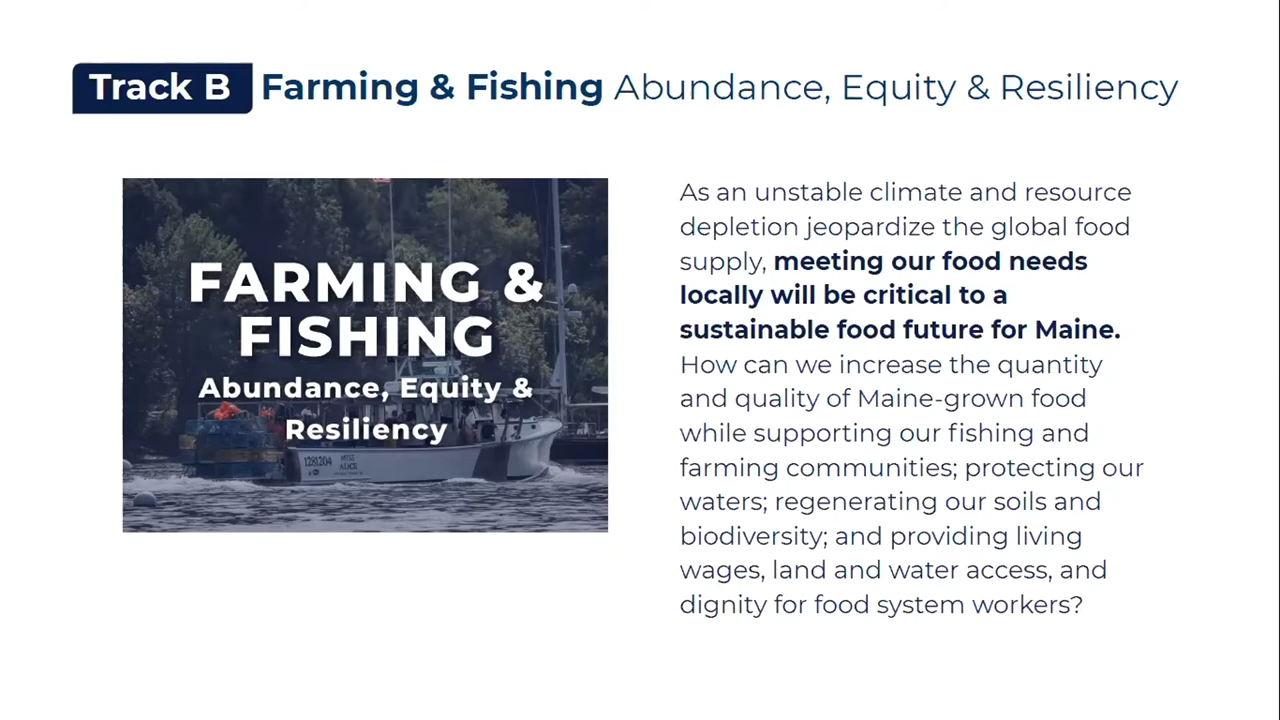 Track B Farming & Fishing Abundance, Equity & Resiliency
FARMING &
FISHING
Abundance, Equity &
Resiliency
1281204 MISS
ALICE
As an unstable climate and resource
depletion jeopardize the global food
supply, meeting our food needs
locally will be critical to a
sustainable food future for Maine.
How can we increase the quantity
and quality of Maine-grown food
while supporting our fishing and
farming communities; protecting our
waters; regenerating our soils and
biodiversity; and providing living
wages, land and water access, and
dignity for food system workers?